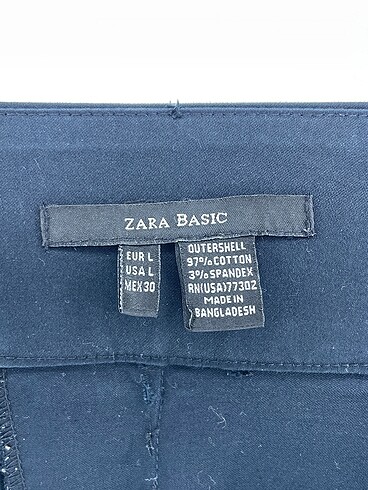 ZARA BASIC
EUR L
USA L
MEX 30
OUTERSHELL
97% COTTON
3% SPANDEX
RN(USA)77302
MADE IN
BANGLADESH